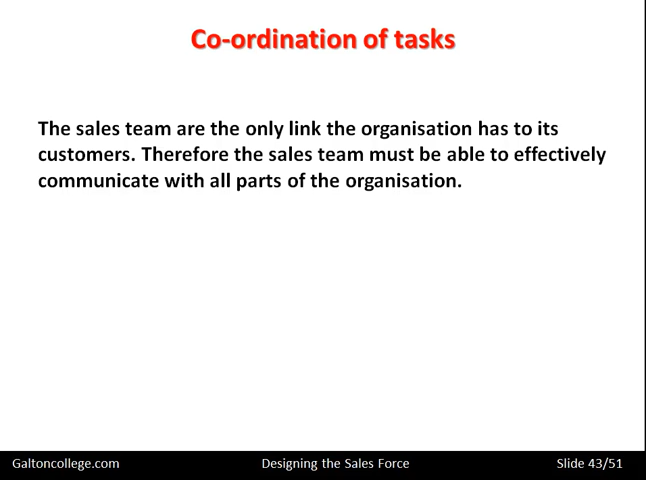 Co-ordination of tasks
The sales team are the only link the organisation has to its
customers. Therefore the sales team must be able to effectively
communicate with all parts of the organisation.
Galtoncollege.com Designing the Sales Force Slide 43/51